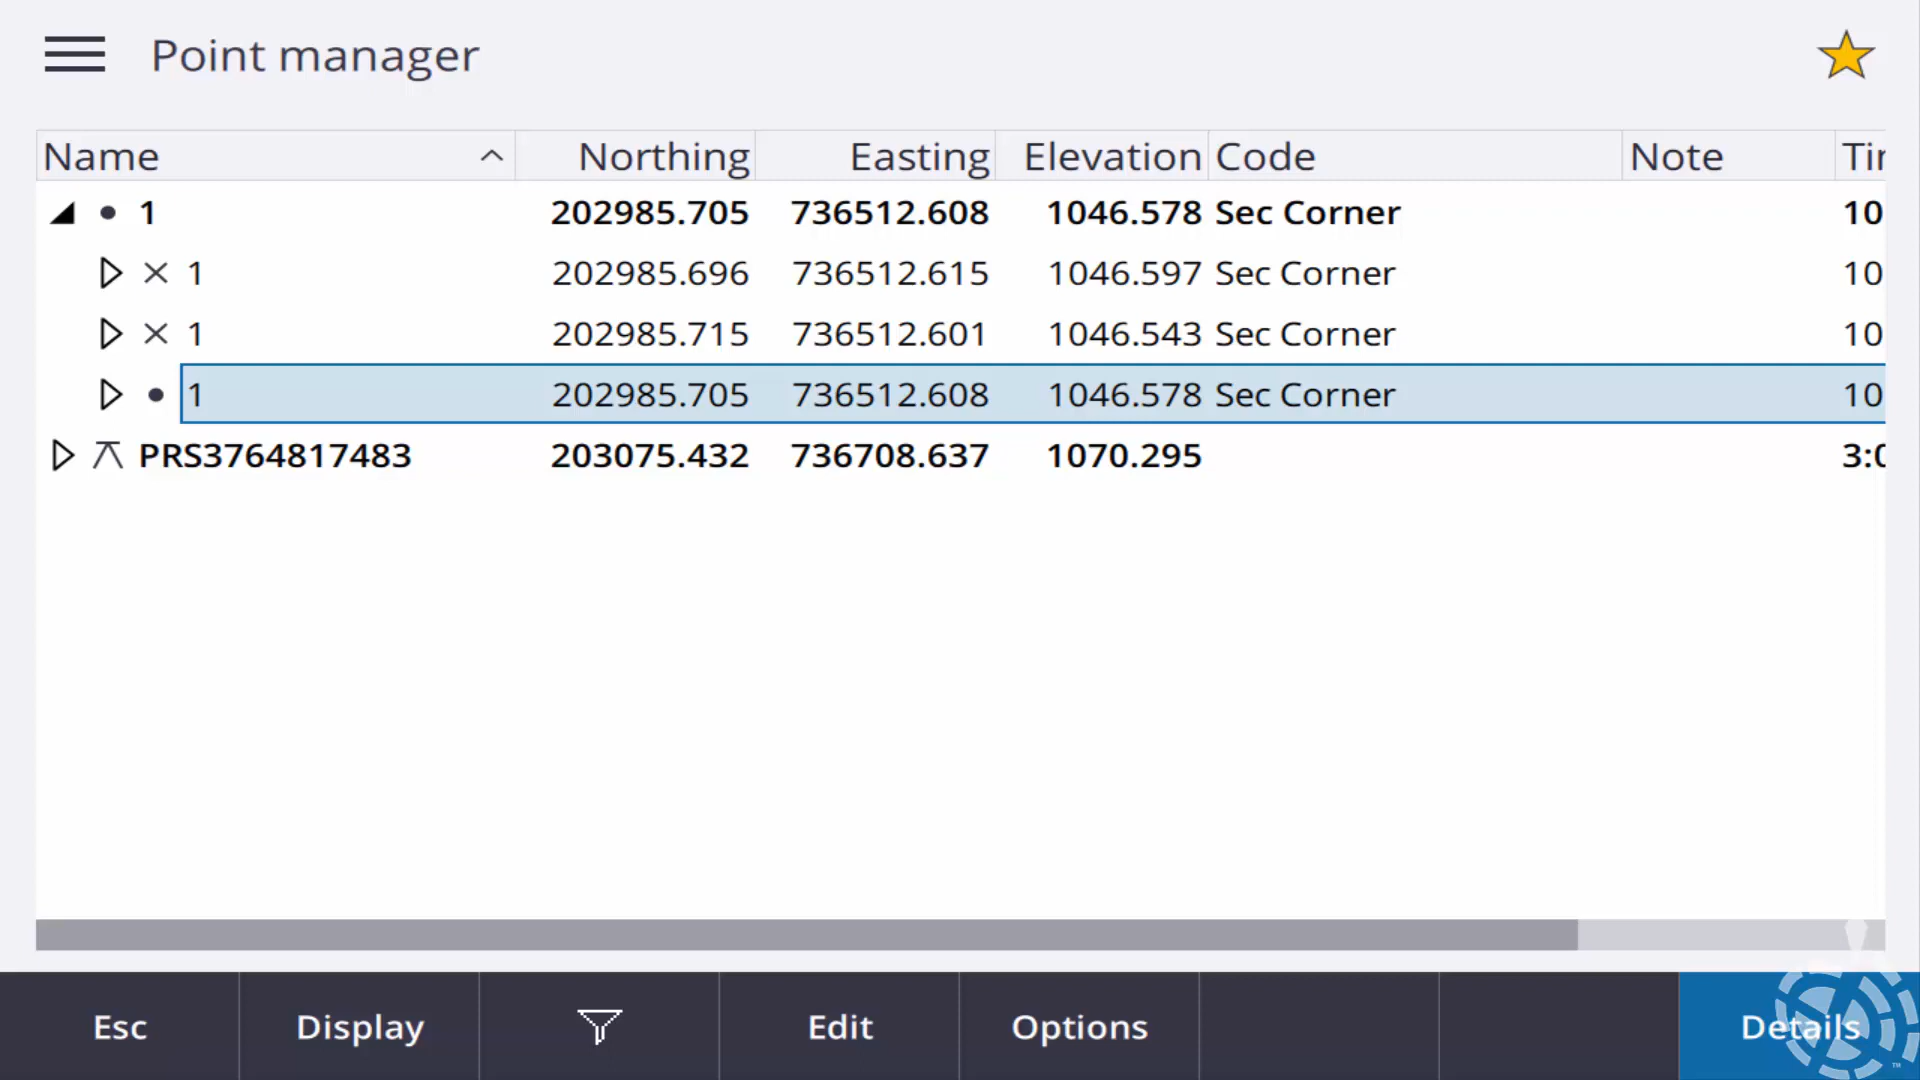 Point manager
Name Northing Easting Elevation Code Note Tir
1 202985.705 736512.608 1046.578 Sec Corner 10
1 202985.696 736512.615 1046.597 Sec Corner 10
1 202985.715 736512.601 1046.543 Sec Corner 10
1 202985.705 736512.608 1046.578 Sec Corner 10
PRS3764817483 203075.432 736708.637 1070.295 3:0
Esc Display Edit Options Details
TM